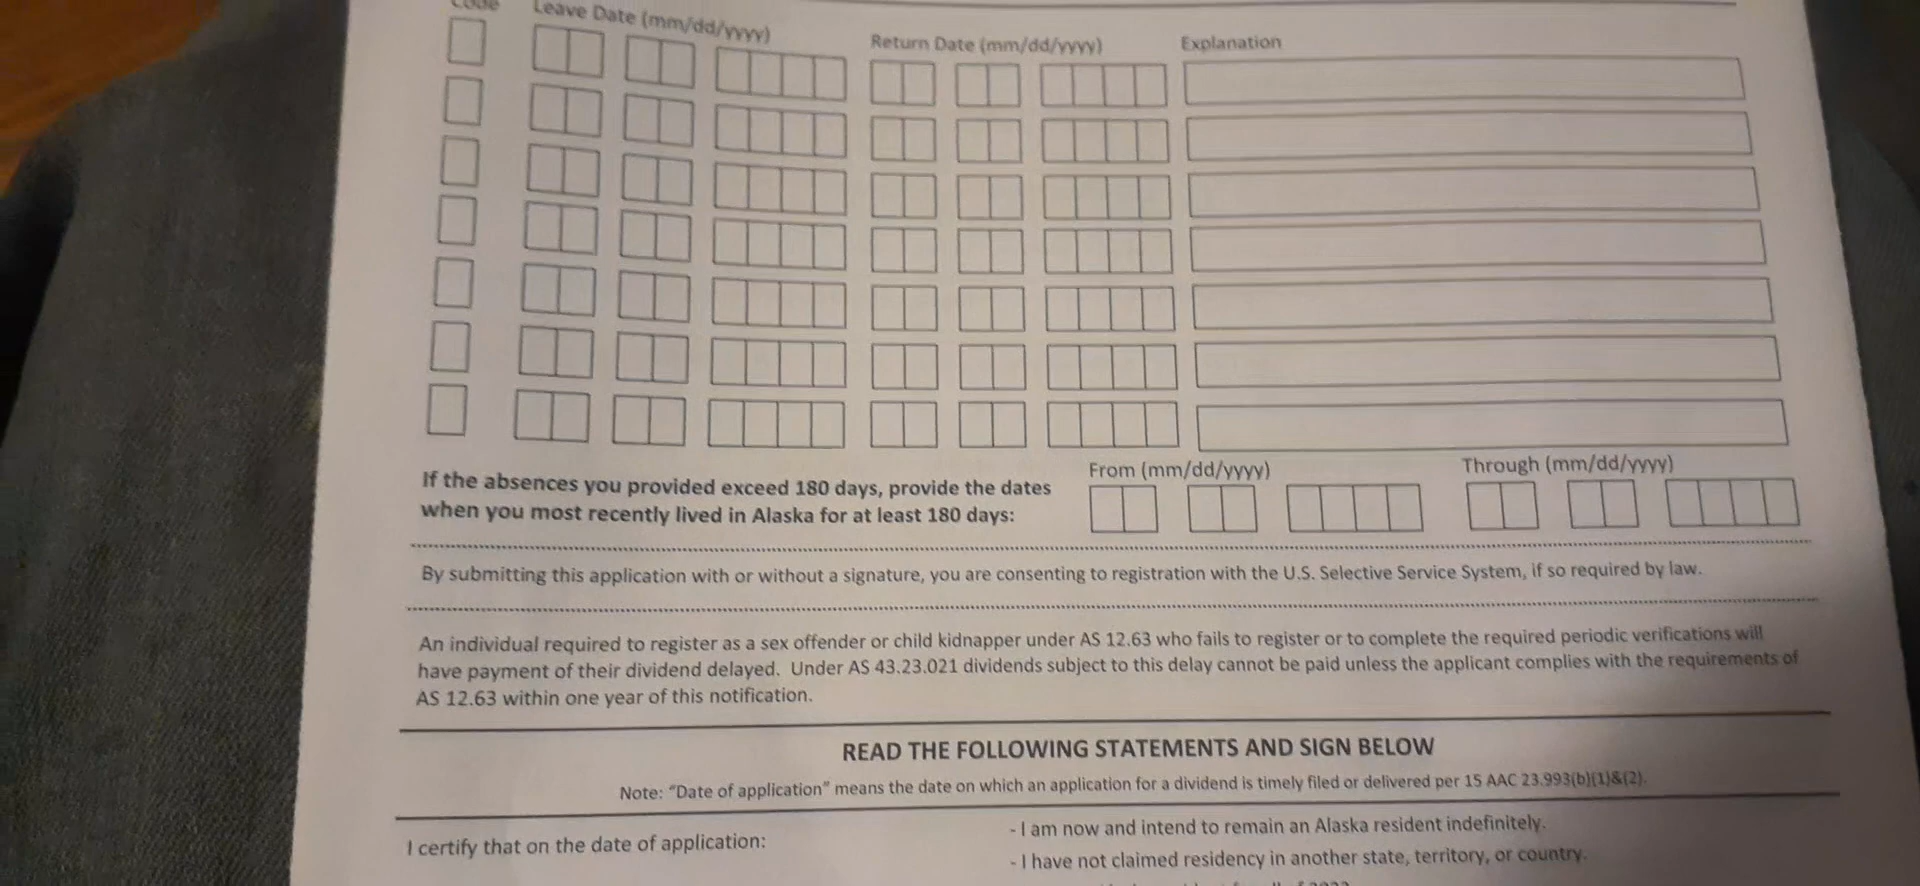 Code Leave Date (mm/dd/yyyy) Return Date (mm/dd/yyyy) Explanation
If the absences you provided exceed 180 days, provide the dates
when you most recently lived in Alaska for at least 180 days:
From (mm/dd/yyyy) Through (mm/dd/yyyy)
By submitting this application with or without a signature, you are consenting to registration with the U.S. Selective Service System, if so required by law.
An individual required to register as a sex offender or child kidnapper under AS 12.63 who fails to register or to complete the required periodic verifications will
have payment of their dividend delayed. Under AS 43.23.021 dividends subject to this delay cannot be paid unless the applicant complies with the requirements of
AS 12.63 within one year of this notification.
READ THE FOLLOWING STATEMENTS AND SIGN BELOW
Note: "Date of application" means the date on which an application for a dividend is timely filed or delivered per 15 AAC 23.993(b)(1)&(2).
I certify that on the date of application:
- I am now and intend to remain an Alaska resident indefinitely.
- I have not claimed residency in another state, territory, or country.